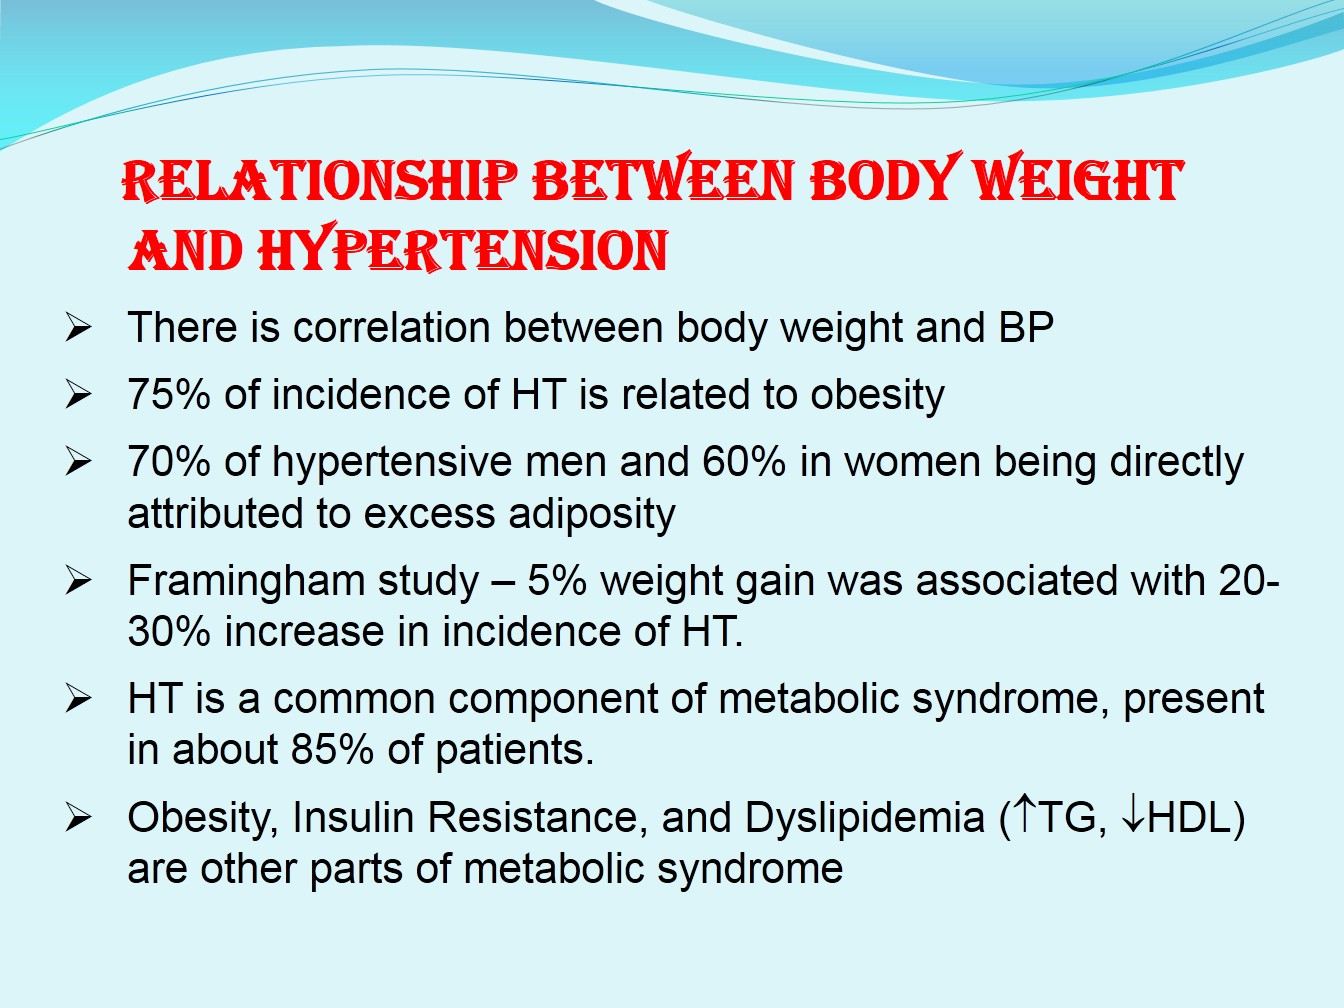 RELATIONSHIP BETWEEN BODY WEIGHT
AND HYPERTENSION
➢ There is correlation between body weight and BP
➢ 75% of incidence of HT is related to obesity
➢ 70% of hypertensive men and 60% in women being directly
attributed to excess adiposity
➢ Framingham study – 5% weight gain was associated with 20-
30% increase in incidence of HT.
➢ HT is a common component of metabolic syndrome, present
in about 85% of patients.
➢ Obesity, Insulin Resistance, and Dyslipidemia (↑TG, ↓HDL)
are other parts of metabolic syndrome